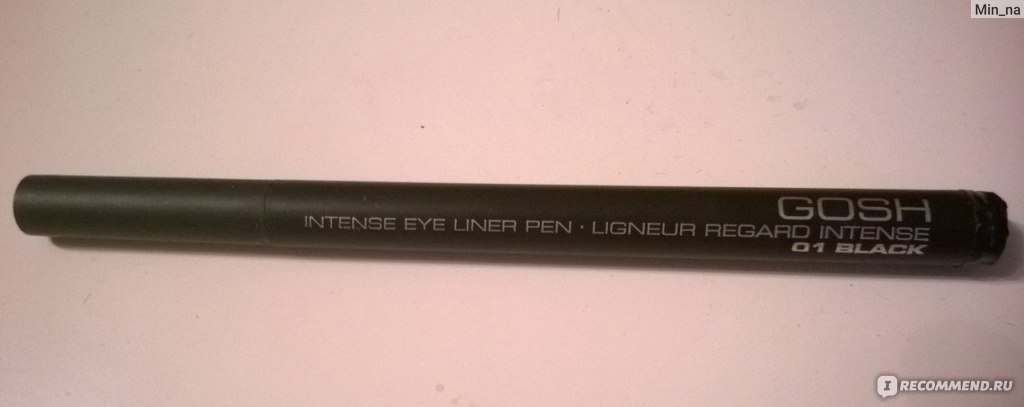 Min_na
GOSH
INTENSE EYE LINER PEN · LIGNEUR REGARD INTENSE
01 BLACK
I RECOMMEND.RU